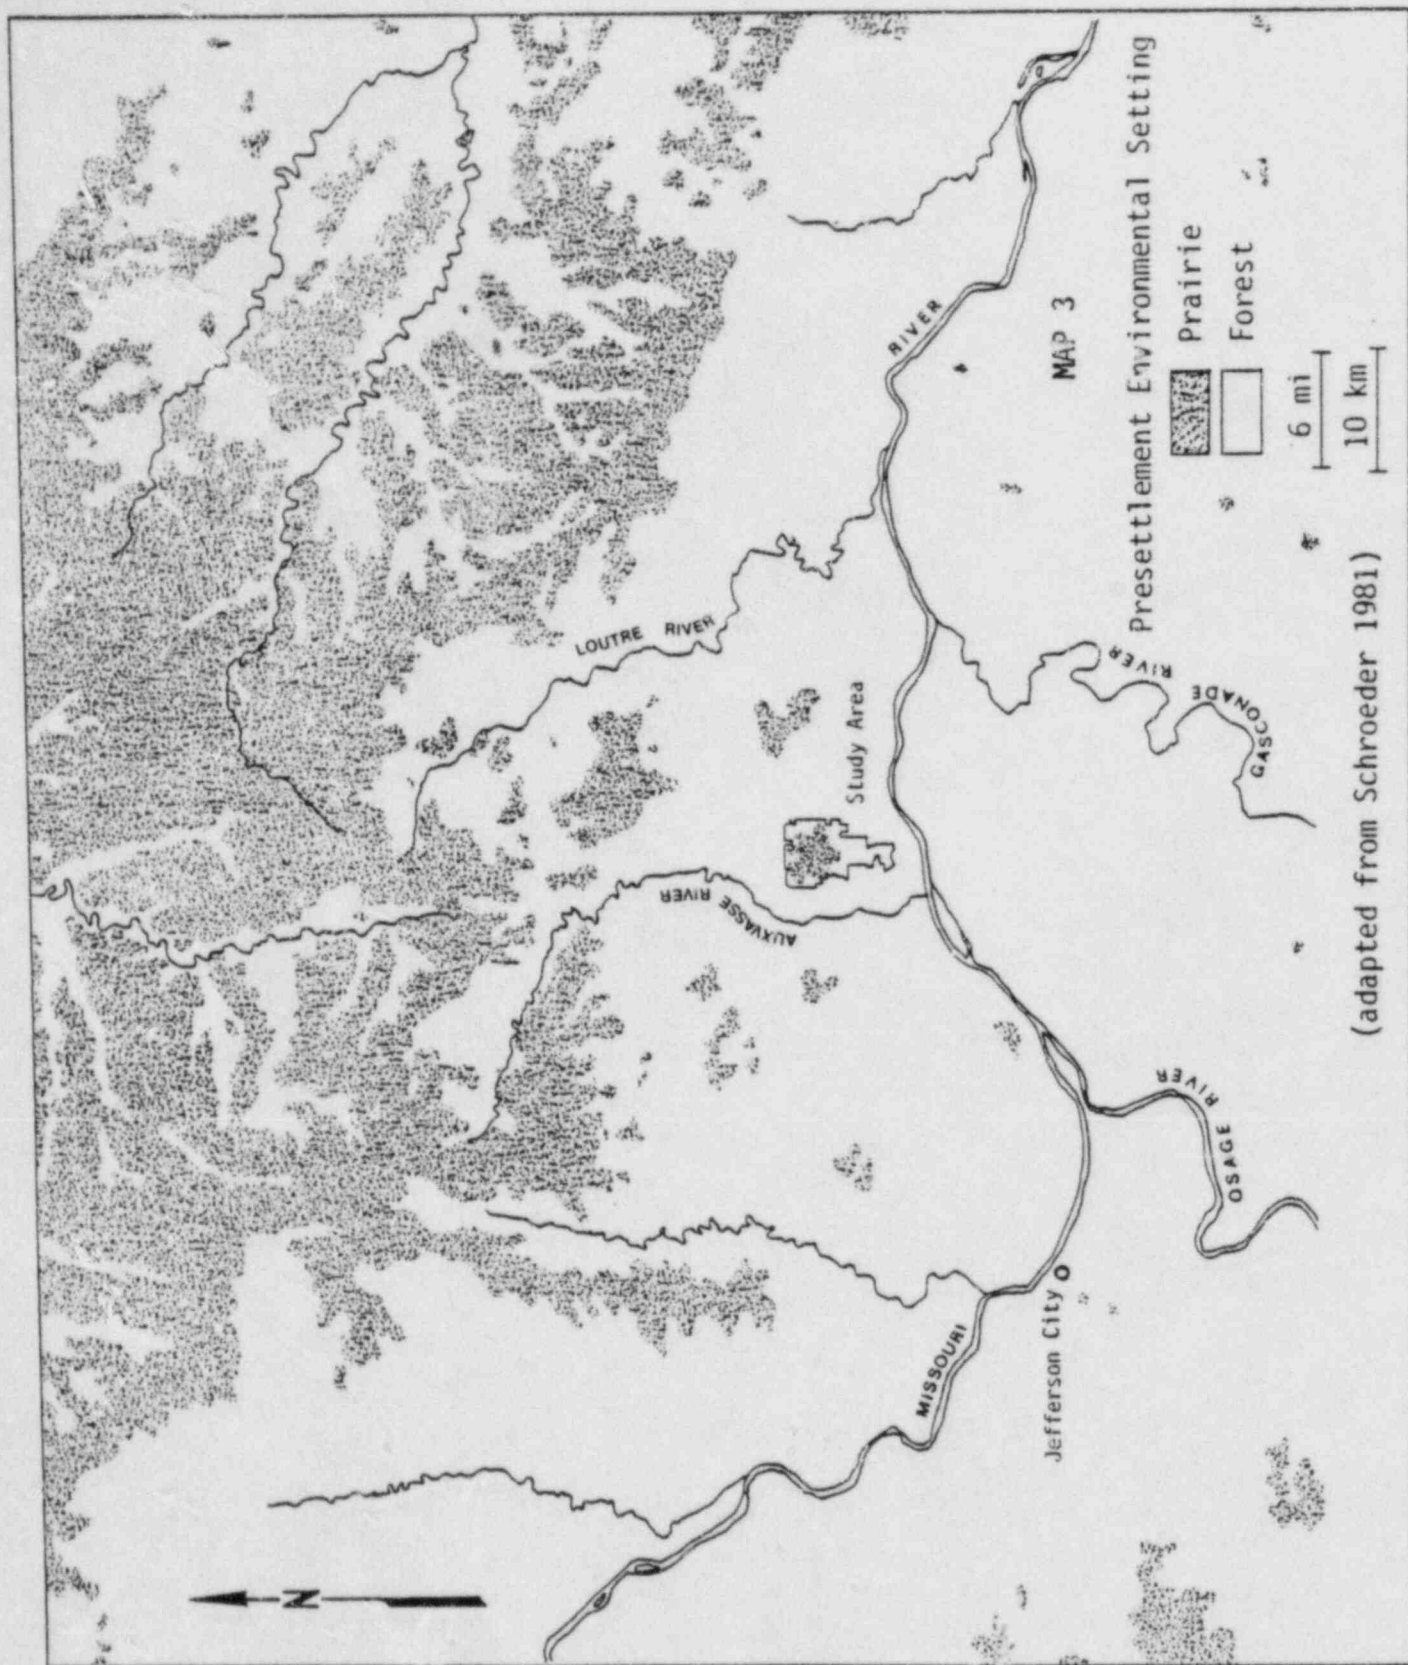 N
LOUTRE RIVER
AUXVASSE
RIVER
Study Area
MISSOURI
RIVER
Jefferson City
OSAGE RIVER
GASCONADE
RIVER
MAP 3
Presettlement Environmental Setting
Prairie
Forest
6 mi
10 km
(adapted from Schroeder 1981)